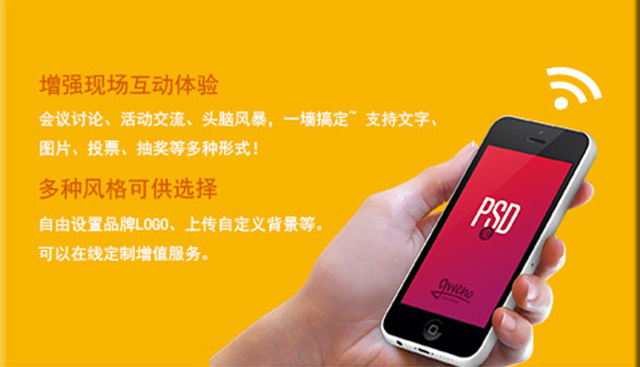 增强现场互动体验
会议讨论、活动交流、头脑风暴，一墙搞定~ 支持文字、
图片、投票、抽奖等多种形式！
多种风格可供选择
自由设置品牌LOGO、上传自定义背景等。
可以在线定制增值服务。
PSD